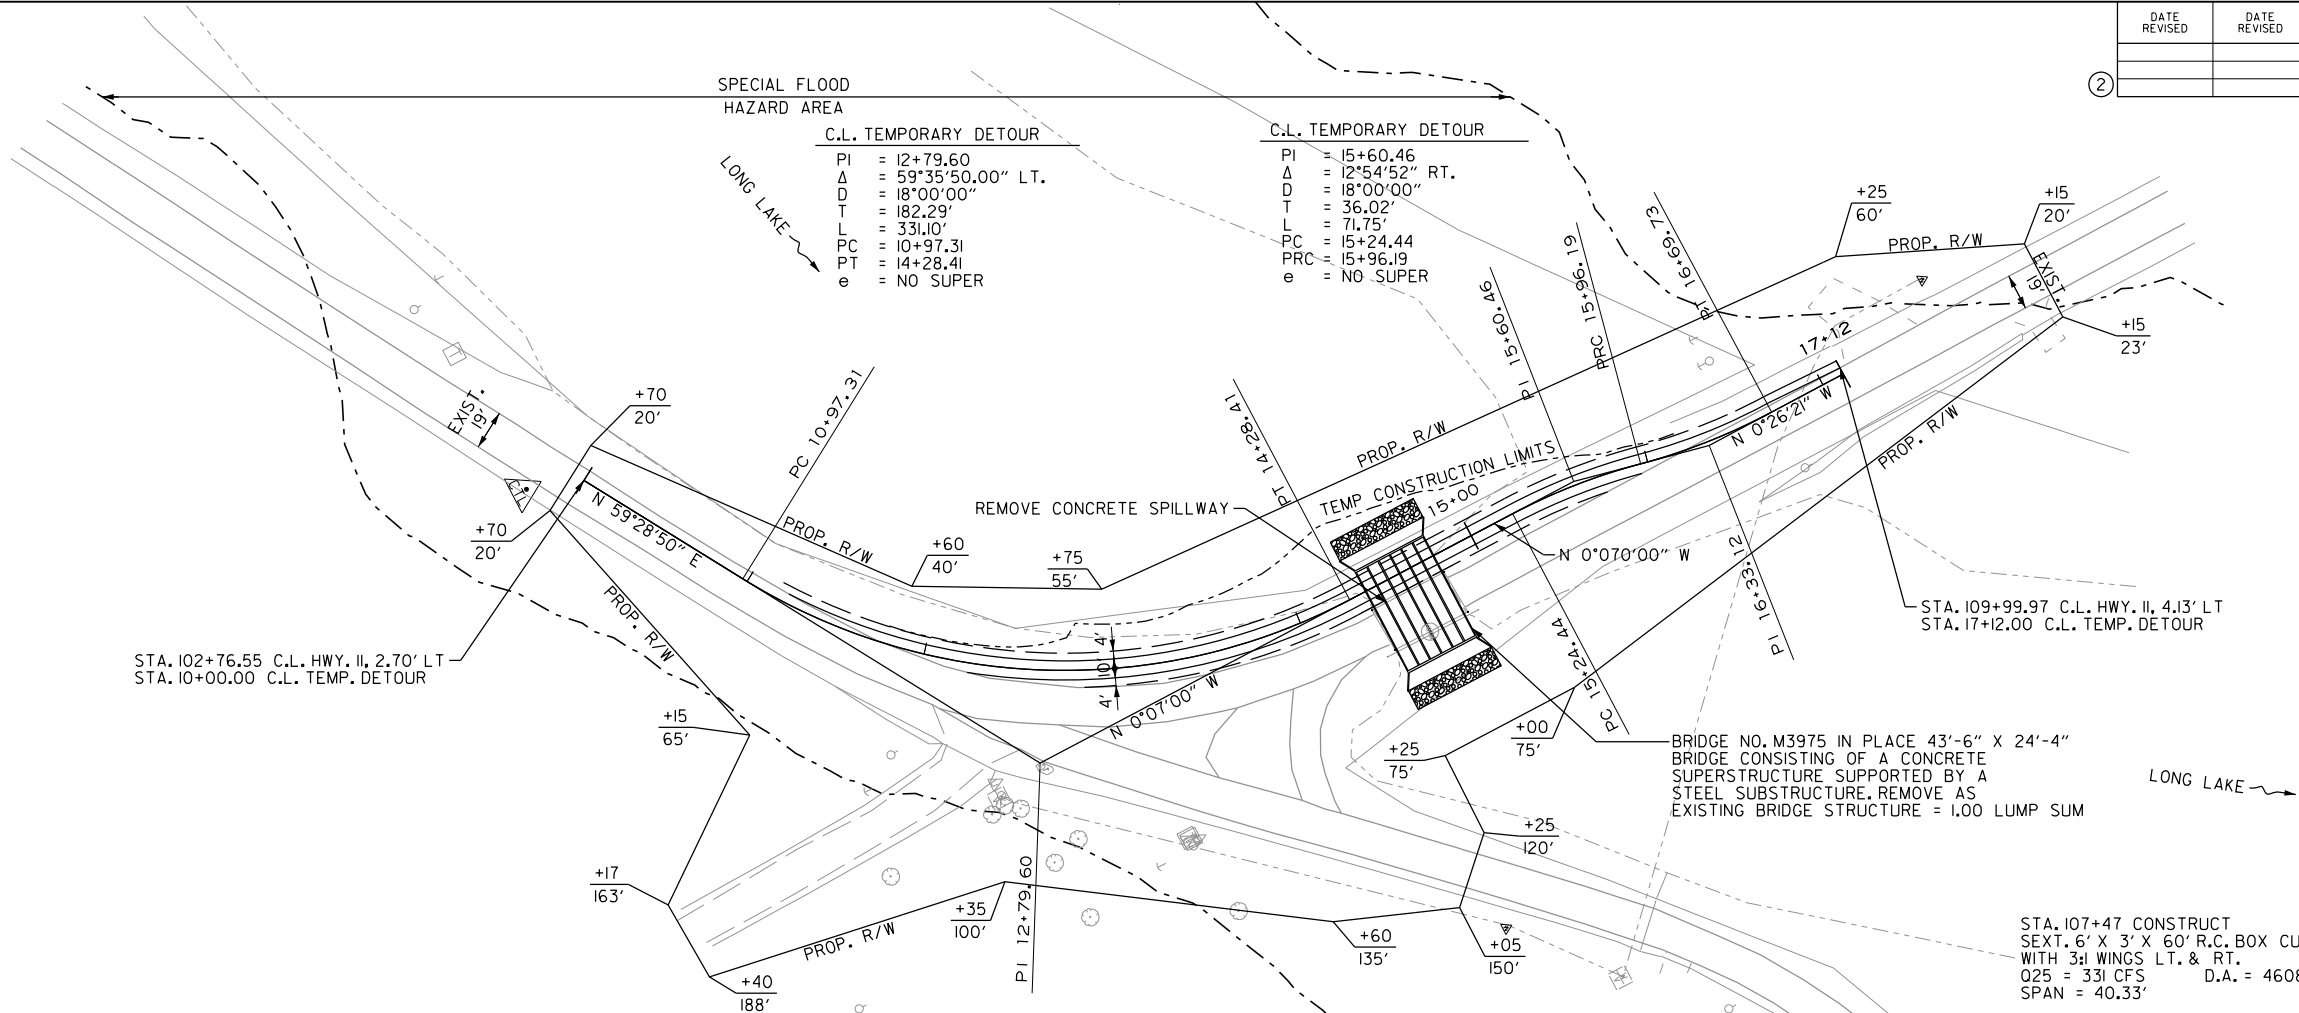 DATE REVISED
DATE REVISED
2
SPECIAL FLOOD
HAZARD AREA
LONG LAKE
C.L. TEMPORARY DETOUR
PI = 12+79.60
Δ = 59°35'50.00" LT.
D = 18°00'00"
T = 182.29'
L = 331.10'
PC = 10+97.31
PT = 14+28.41
e = NO SUPER
C.L. TEMPORARY DETOUR
PI = 15+60.46
Δ = 12°54'52" RT.
D = 18°00'00"
T = 36.02'
L = 71.75'
PC = 15+24.44
PRC = 15+96.19
e = NO SUPER
+25
60'
+15
20'
PROP. R/W
EXIST.
19'
+15
23'
PI 15+60.46
PRC 15+96.19
PT 16+69.73
17+12
N 0°26'21" W
PROP. R/W
EXIST.
19'
+70
20'
PC 10+97.31
PT 14+28.41
PROP. R/W
TEMP CONSTRUCTION LIMITS
15+00
REMOVE CONCRETE SPILLWAY
CTL
+70
20'
N 59°28'50" E
PROP. R/W
+60
40'
+75
55'
N 0°070'00" W
PI 16+33.12
PC 15+24.44
STA. 109+99.97 C.L. HWY. 11, 4.13' LT
STA. 17+12.00 C.L. TEMP. DETOUR
STA. 102+76.55 C.L. HWY. 11, 2.70' LT
STA. 10+00.00 C.L. TEMP. DETOUR
PROP. R/W
4'
10
4'
N 0°07'00" W
+15
65'
+00
75'
+25
75'
BRIDGE NO. M3975 IN PLACE 43'-6" X 24'-4"
BRIDGE CONSISTING OF A CONCRETE
SUPERSTRUCTURE SUPPORTED BY A
STEEL SUBSTRUCTURE. REMOVE AS
EXISTING BRIDGE STRUCTURE = 1.00 LUMP SUM
LONG LAKE
+25
120'
+17
163'
PI 12+79.60
+35
100'
PROP. R/W
+60
135'
+05
150'
+40
188'
STA. 107+47 CONSTRUCT
SEXT. 6' X 3' X 60' R.C. BOX CU
WITH 3:1 WINGS LT. & RT.
Q25 = 331 CFS D.A. = 4608
SPAN = 40.33'